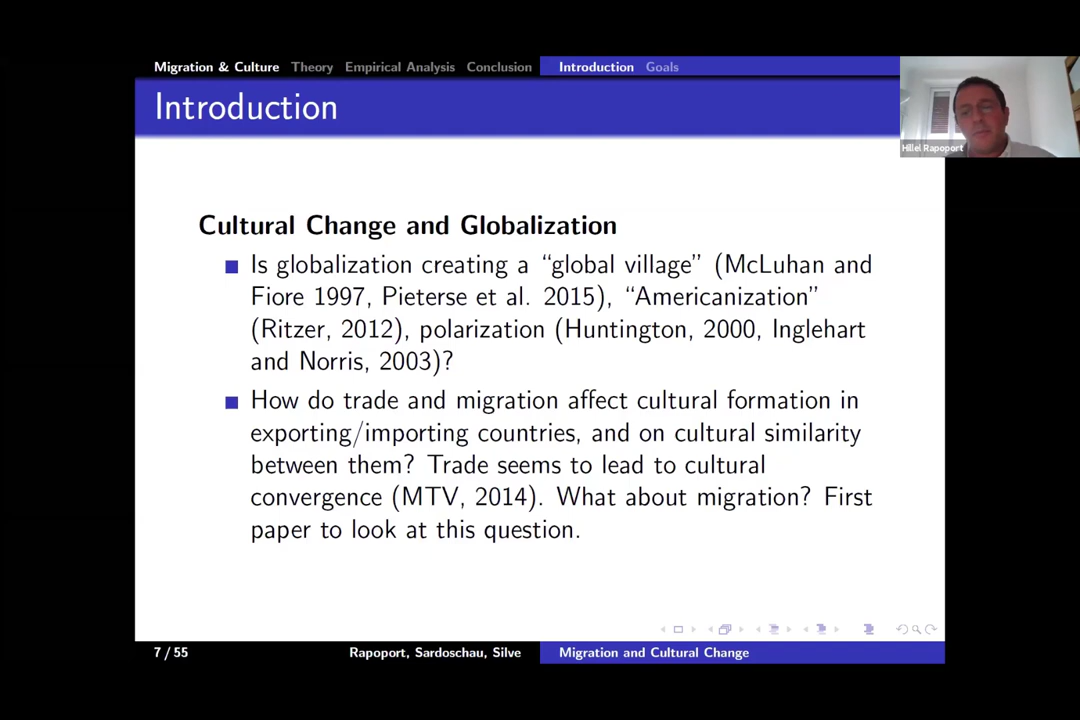 Migration & Culture Theory Empirical Analysis Conclusion Introduction Goals
Introduction
Hillel Rapoport
Cultural Change and Globalization
Is globalization creating a “global village” (McLuhan and
Fiore 1997, Pieterse et al. 2015), “Americanization”
(Ritzer, 2012), polarization (Huntington, 2000, Inglehart
and Norris, 2003)?
How do trade and migration affect cultural formation in
exporting/importing countries, and on cultural similarity
between them? Trade seems to lead to cultural
convergence (MTV, 2014). What about migration? First
paper to look at this question.
7 / 55 Rapoport, Sardoschau, Silve Migration and Cultural Change